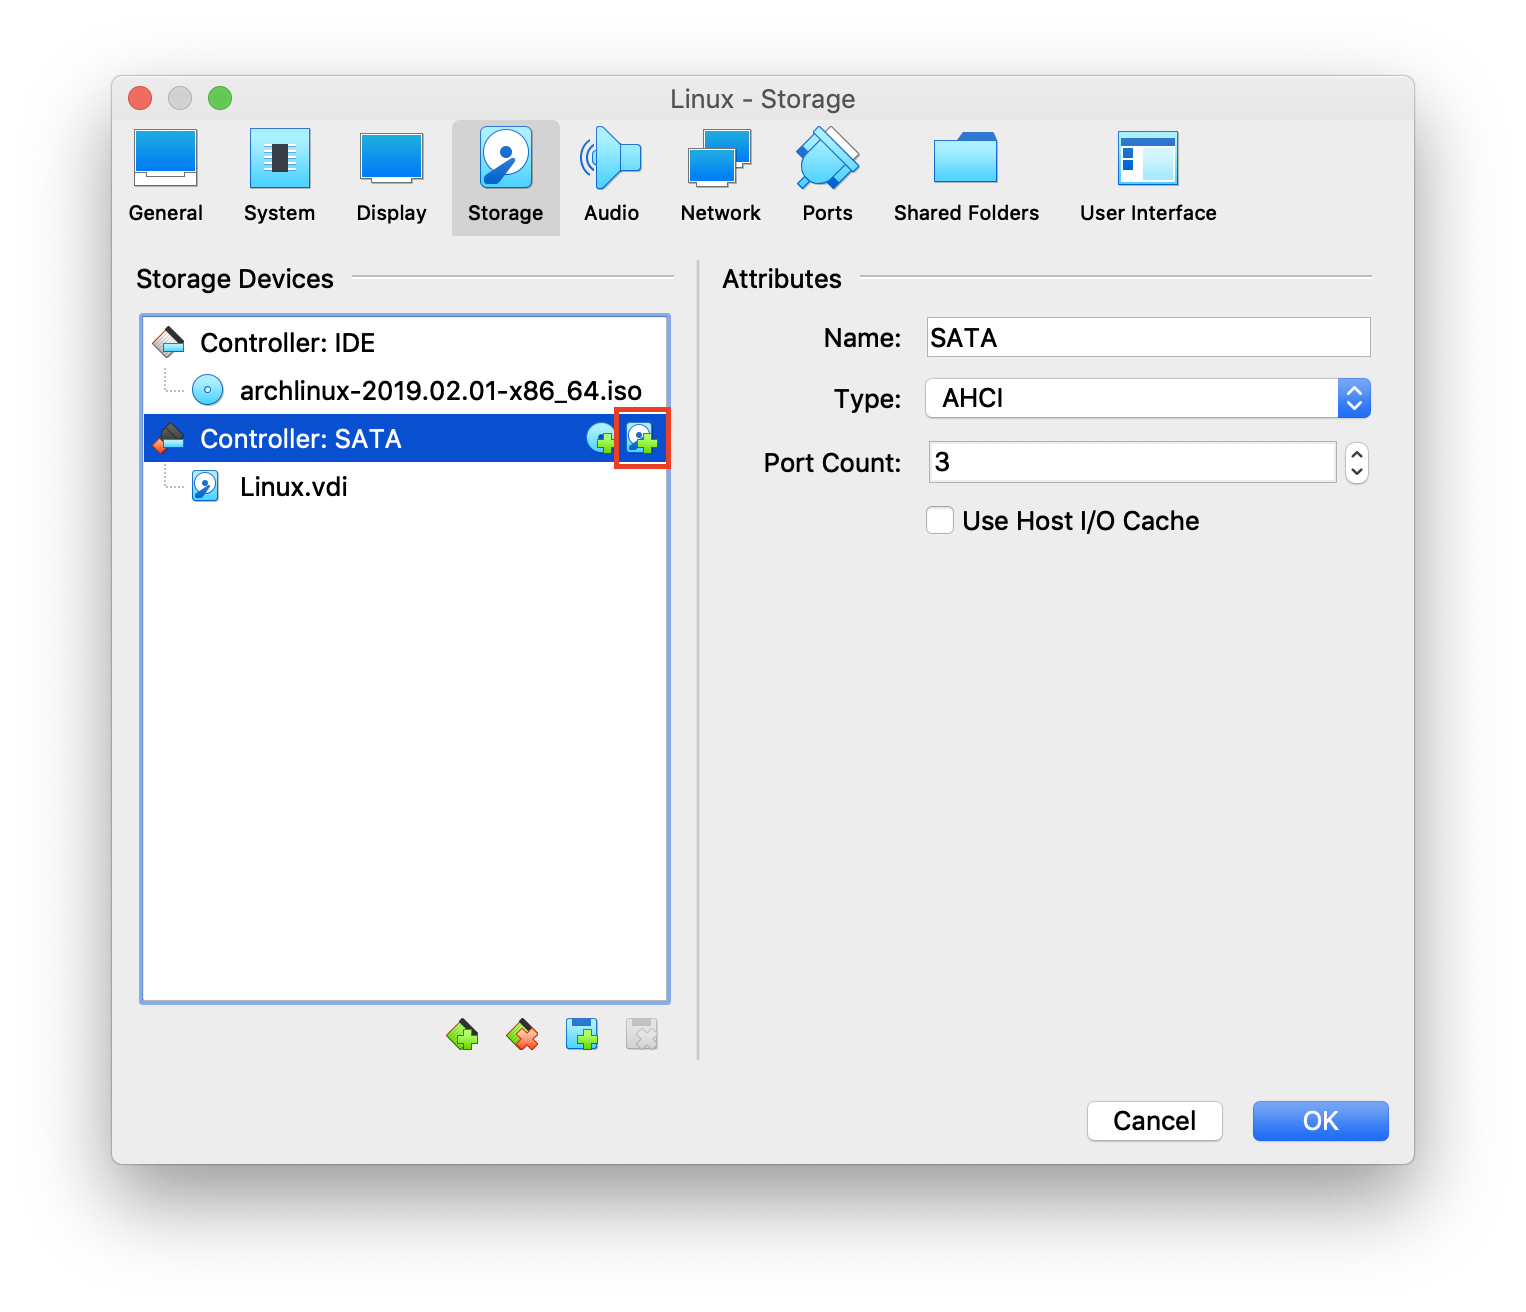 Linux - Storage
General
System
Display
Storage
Audio
Network
Ports
Shared Folders
User Interface
Storage Devices
Controller: IDE
archlinux-2019.02.01-x86_64.iso
Controller: SATA
Linux.vdi
Attributes
Name: SATA
Type: AHCI
Port Count: 3
Use Host I/O Cache
Cancel
OK